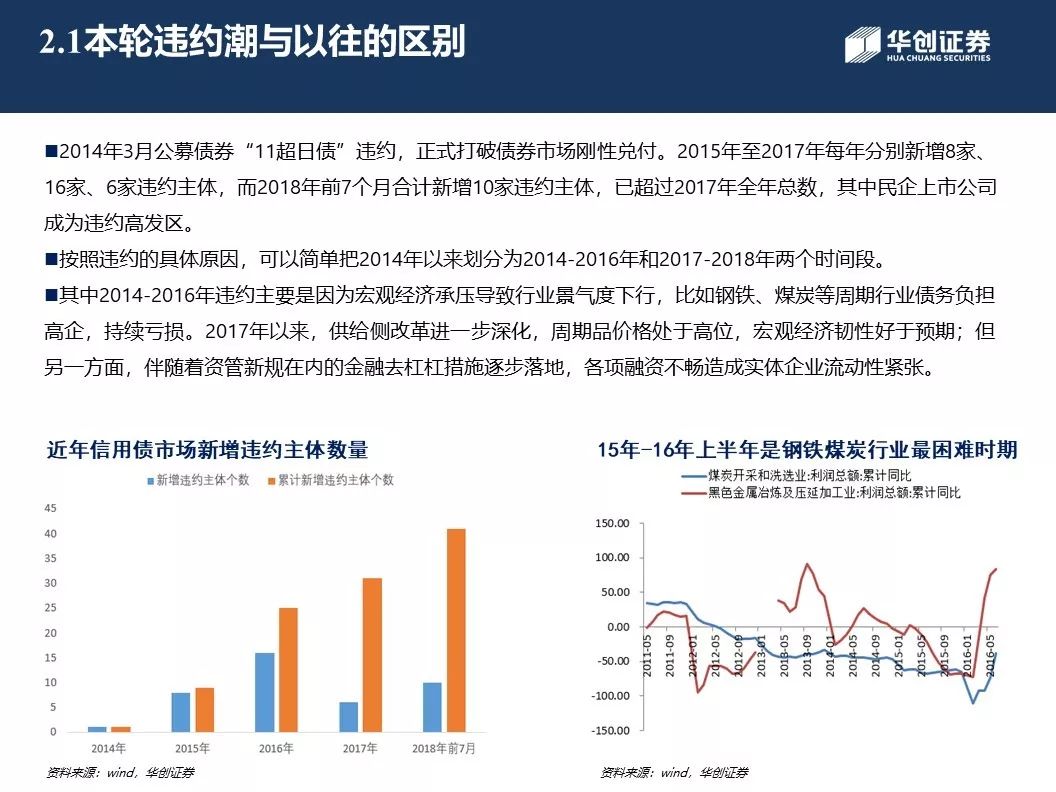 2.1本轮违约潮与以往的区别
华创证券
HUA CHUANG SECURITIES
■2014年3月公募债券“11超日债”违约，正式打破债券市场刚性兑付。2015年至2017年每年分别新增8家、
16家、6家违约主体，而2018年前7个月合计新增10家违约主体，已超过2017年全年总数，其中民企上市公司
成为违约高发区。
■按照违约的具体原因，可以简单把2014年以来划分为2014-2016年和2017-2018年两个时间段。
■其中2014-2016年违约主要是因为宏观经济承压导致行业景气度下行，比如钢铁、煤炭等周期行业债务负担
高企，持续亏损。2017年以来，供给侧改革进一步深化，周期品价格处于高位，宏观经济韧性好于预期；但
另一方面，伴随着资管新规在内的金融去杠杠措施逐步落地，各项融资不畅造成实体企业流动性紧张。
近年信用债市场新增违约主体数量
新增违约主体个数 累计新增违约主体个数
45
40
35
30
25
20
15
10
5
0
2014年 2015年 2016年 2017年 2018年前7月
资料来源：wind，华创证券
15年-16年上半年是钢铁煤炭行业最困难时期
煤炭开采和洗选业:利润总额:累计同比
黑色金属冶炼及压延加工业:利润总额:累计同比
150.00
100.00
50.00
0.00
-50.00
-100.00
-150.00
2011-05
2011-09
2012-01
2012-05
2012-09
2013-01
2013-05
2013-09
2014-01
2014-05
2014-09
2015-01
2015-05
2015-09
2016-01
2016-05
资料来源：wind，华创证券